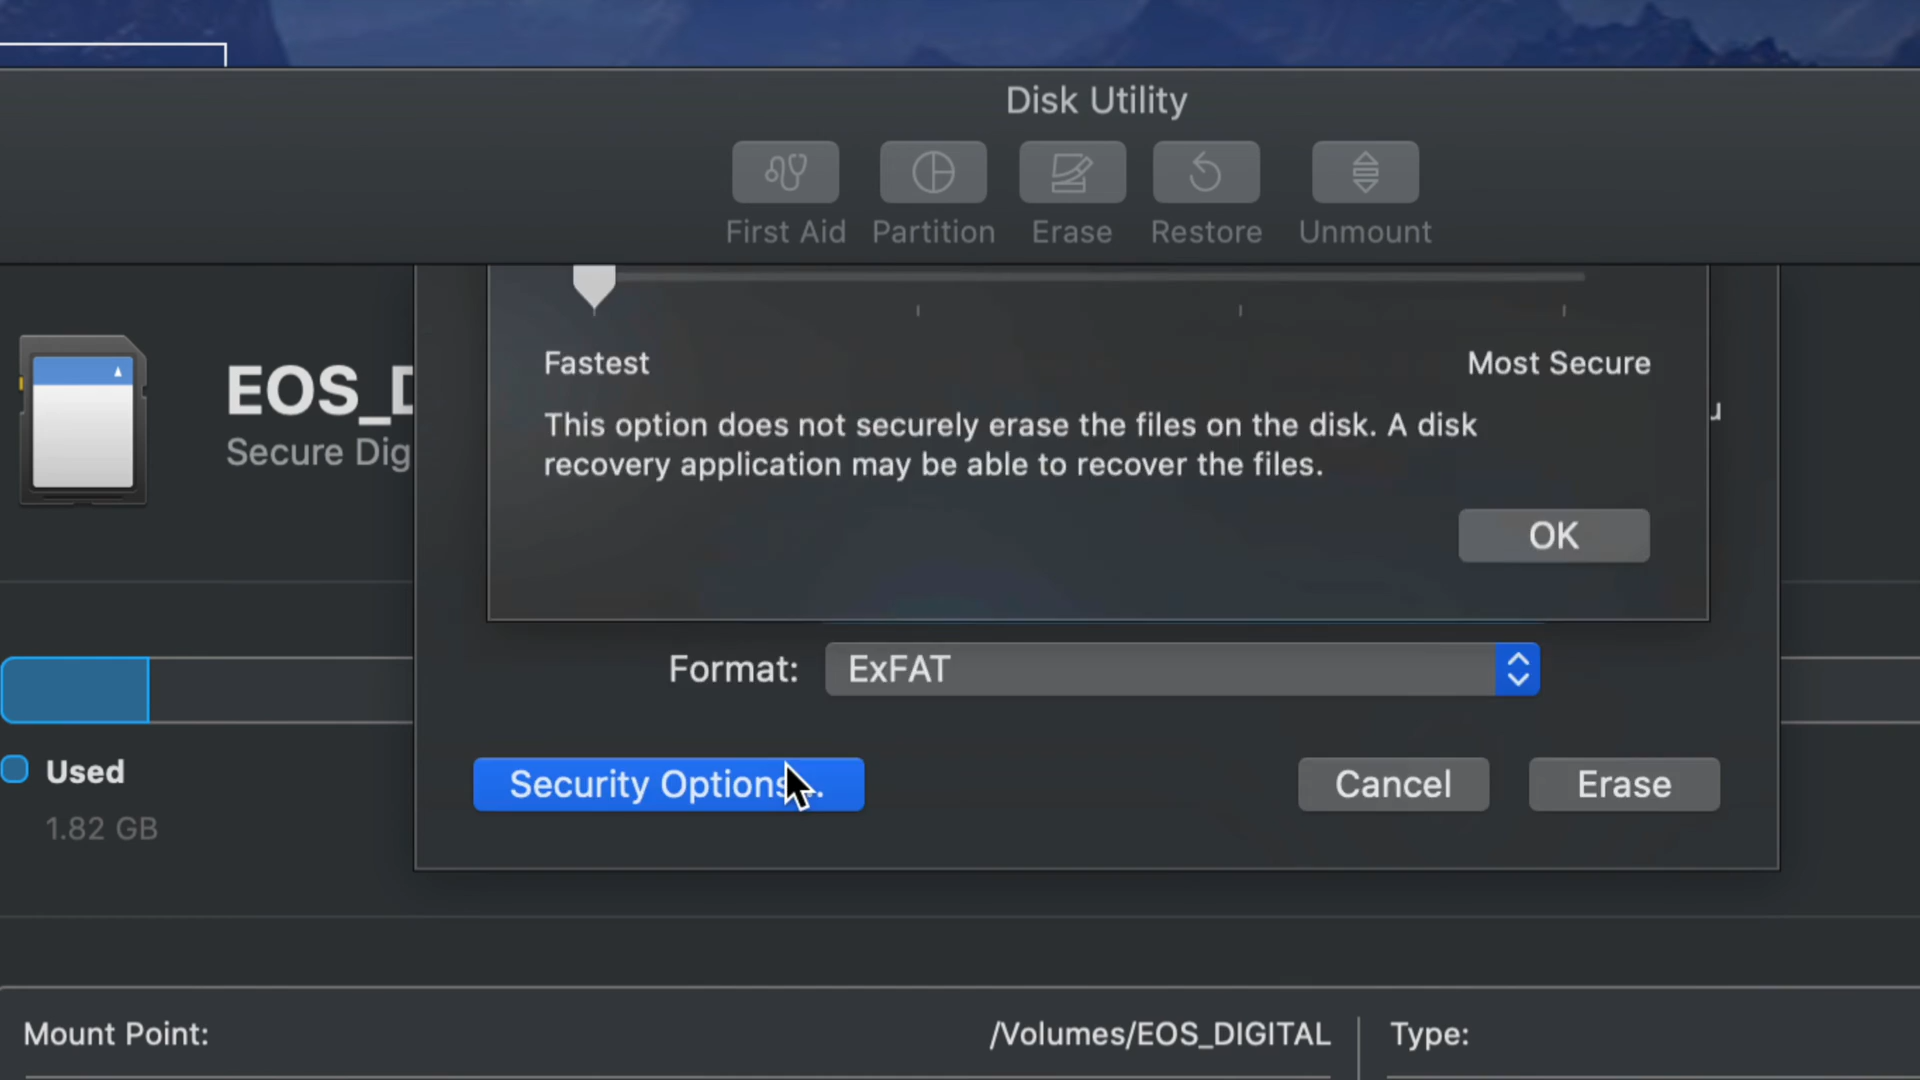 Disk Utility
First Aid
Partition
Erase
Restore
Unmount
Fastest
Most Secure
This option does not securely erase the files on the disk. A disk
recovery application may be able to recover the files.
OK
EOS_D
Secure Dig
Format:
ExFAT
Security Options...
Cancel
Erase
Used
1.82 GB
Mount Point:
/Volumes/EOS_DIGITAL
Type: